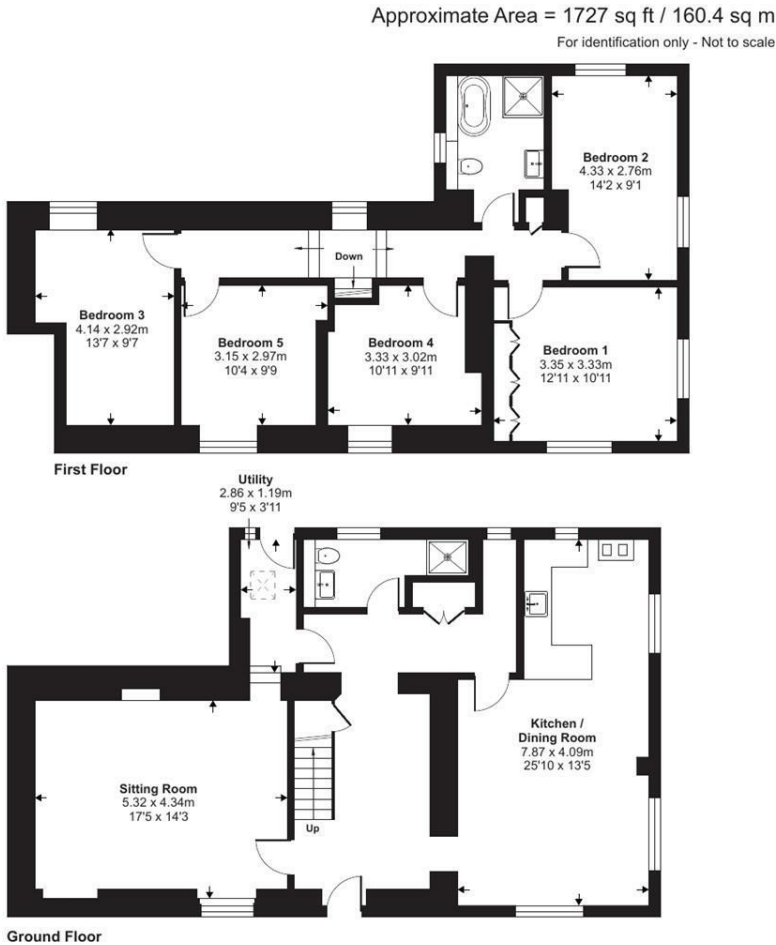 Approximate Area = 1727 sq ft / 160.4 sq m
For identification only - Not to scale
Bedroom 2
4.33 x 2.76m
14'2 x 9'1
Down
Bedroom 3
4.14 x 2.92m
13'7 x 9'7
Bedroom 5
3.15 x 2.97m
10'4 x 9'9
Bedroom 4
3.33 x 3.02m
10'11 x 9'11
Bedroom 1
3.35 x 3.33m
12'11 x 10'11
First Floor
Utility
2.86 x 1.19m
9'5 x 3'11
Kitchen /
Dining Room
7.87 x 4.09m
25'10 x 13'5
Sitting Room
5.32 x 4.34m
17'5 x 14'3
Up
Ground Floor